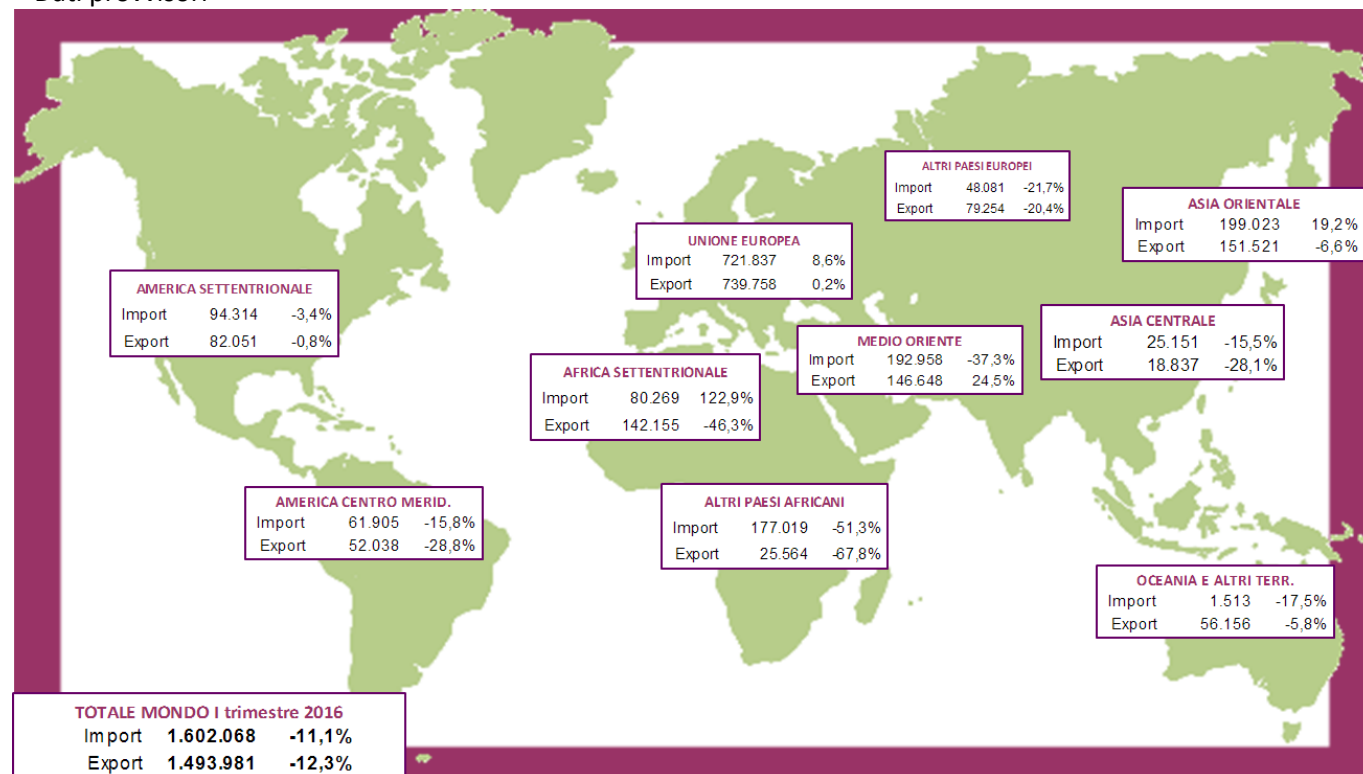 Dati provvisori
ALTRI PAESI EUROPEI
Import 48.081 -21,7%
Export 79.254 -20,4%
ASIA ORIENTALE
Import 199.023 19,2%
Export 151.521 -6,6%
UNIONE EUROPEA
Import 721.837 8,6%
Export 739.758 0,2%
AMERICA SETTENTRIONALE
Import 94.314 -3,4%
Export 82.051 -0,8%
ASIA CENTRALE
Import 25.151 -15,5%
Export 18.837 -28,1%
MEDIO ORIENTE
Import 192.958 -37,3%
Export 146.648 24,5%
AFRICA SETTENTRIONALE
Import 80.269 122,9%
Export 142.155 -46,3%
AMERICA CENTRO MERID.
Import 61.905 -15,8%
Export 52.038 -28,8%
ALTRI PAESI AFRICANI
Import 177.019 -51,3%
Export 25.564 -67,8%
OCEANIA E ALTRI TERR.
Import 1.513 -17,5%
Export 56.156 -5,8%
TOTALE MONDO I trimestre 2016
Import 1.602.068 -11,1%
Export 1.493.981 -12,3%